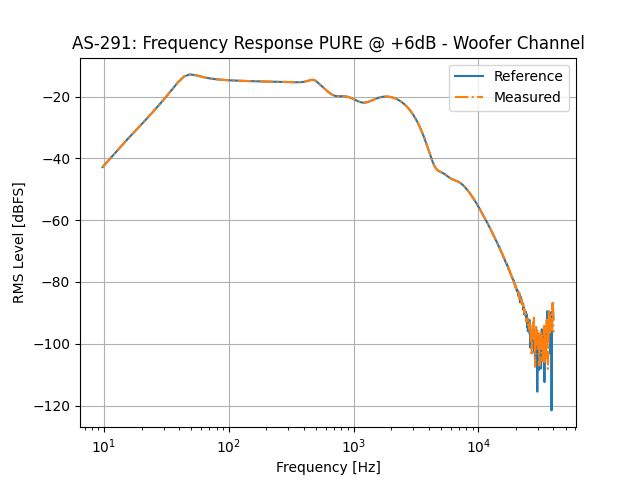 AS-291: Frequency Response PURE @ +6dB - Woofer Channel
Reference
Measured
RMS Level [dBFS]
−20
−40
−60
−80
−100
−120
10¹
10²
10³
10⁴
Frequency [Hz]